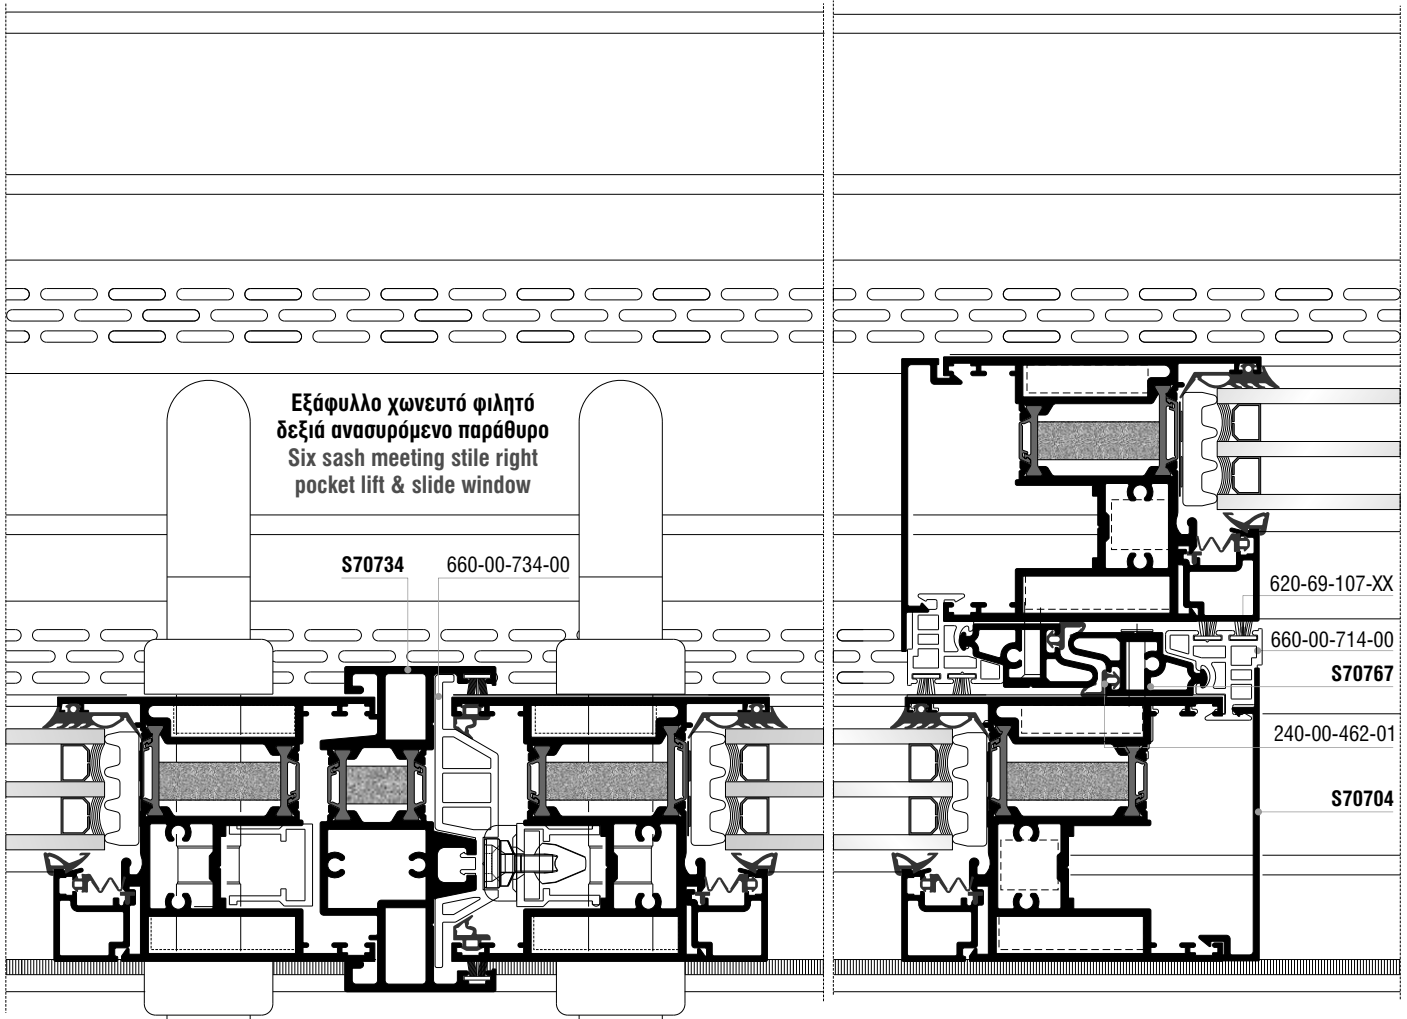 Εξάφυλλο χωνευτό φιλητό
δεξιά ανασυρόμενο παράθυρο
Six sash meeting stile right
pocket lift & slide window
S70734
660-00-734-00
620-69-107-XX
660-00-714-00
S70767
240-00-462-01
S70704